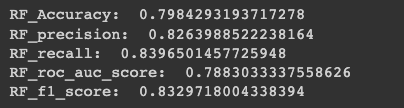 RF_Accuracy:  0.7984293193717278
RF_precision:  0.8263988522238164
RF_recall:  0.8396501457725948
RF_roc_auc_score:  0.7883033337558626
RF_f1_score:  0.8329718004338394